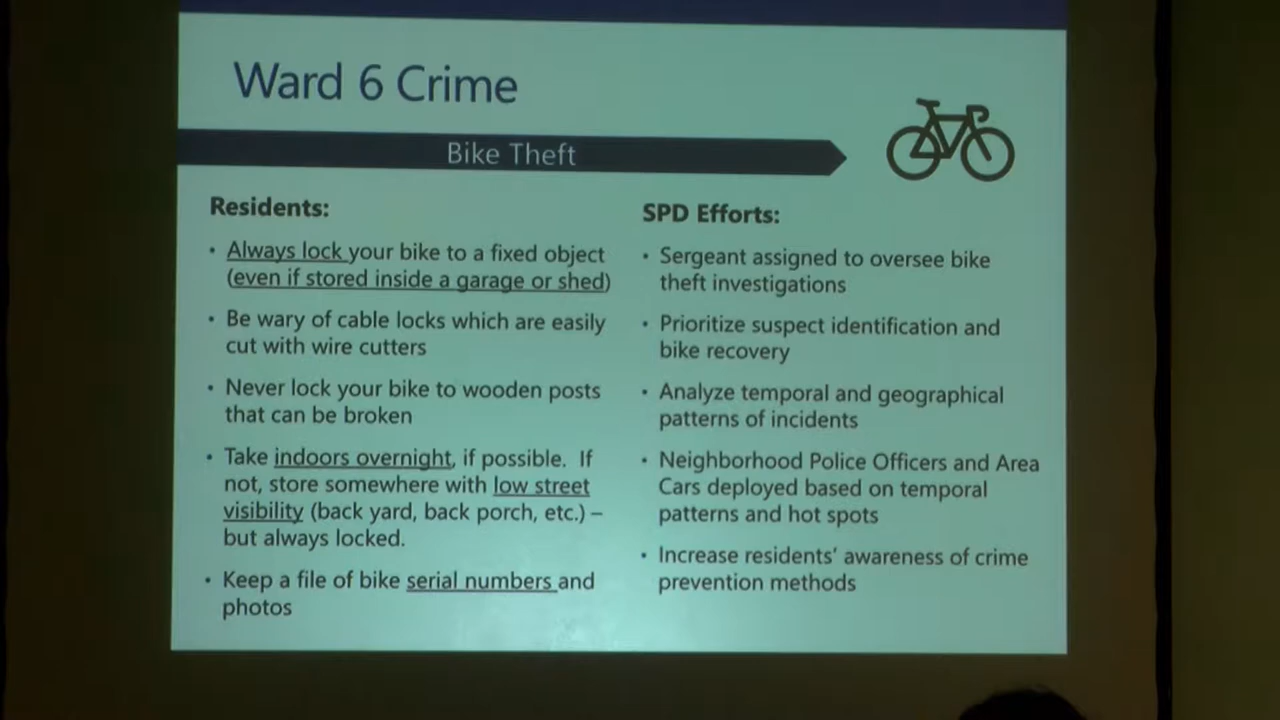 Ward 6 Crime
Bike Theft
Residents:
• Always lock your bike to a fixed object
(even if stored inside a garage or shed)
• Be wary of cable locks which are easily
cut with wire cutters
• Never lock your bike to wooden posts
that can be broken
• Take indoors overnight, if possible. If
not, store somewhere with low street
visibility (back yard, back porch, etc.) –
but always locked.
• Keep a file of bike serial numbers and
photos
SPD Efforts:
• Sergeant assigned to oversee bike
theft investigations
• Prioritize suspect identification and
bike recovery
• Analyze temporal and geographical
patterns of incidents
• Neighborhood Police Officers and Area
Cars deployed based on temporal
patterns and hot spots
• Increase residents’ awareness of crime
prevention methods